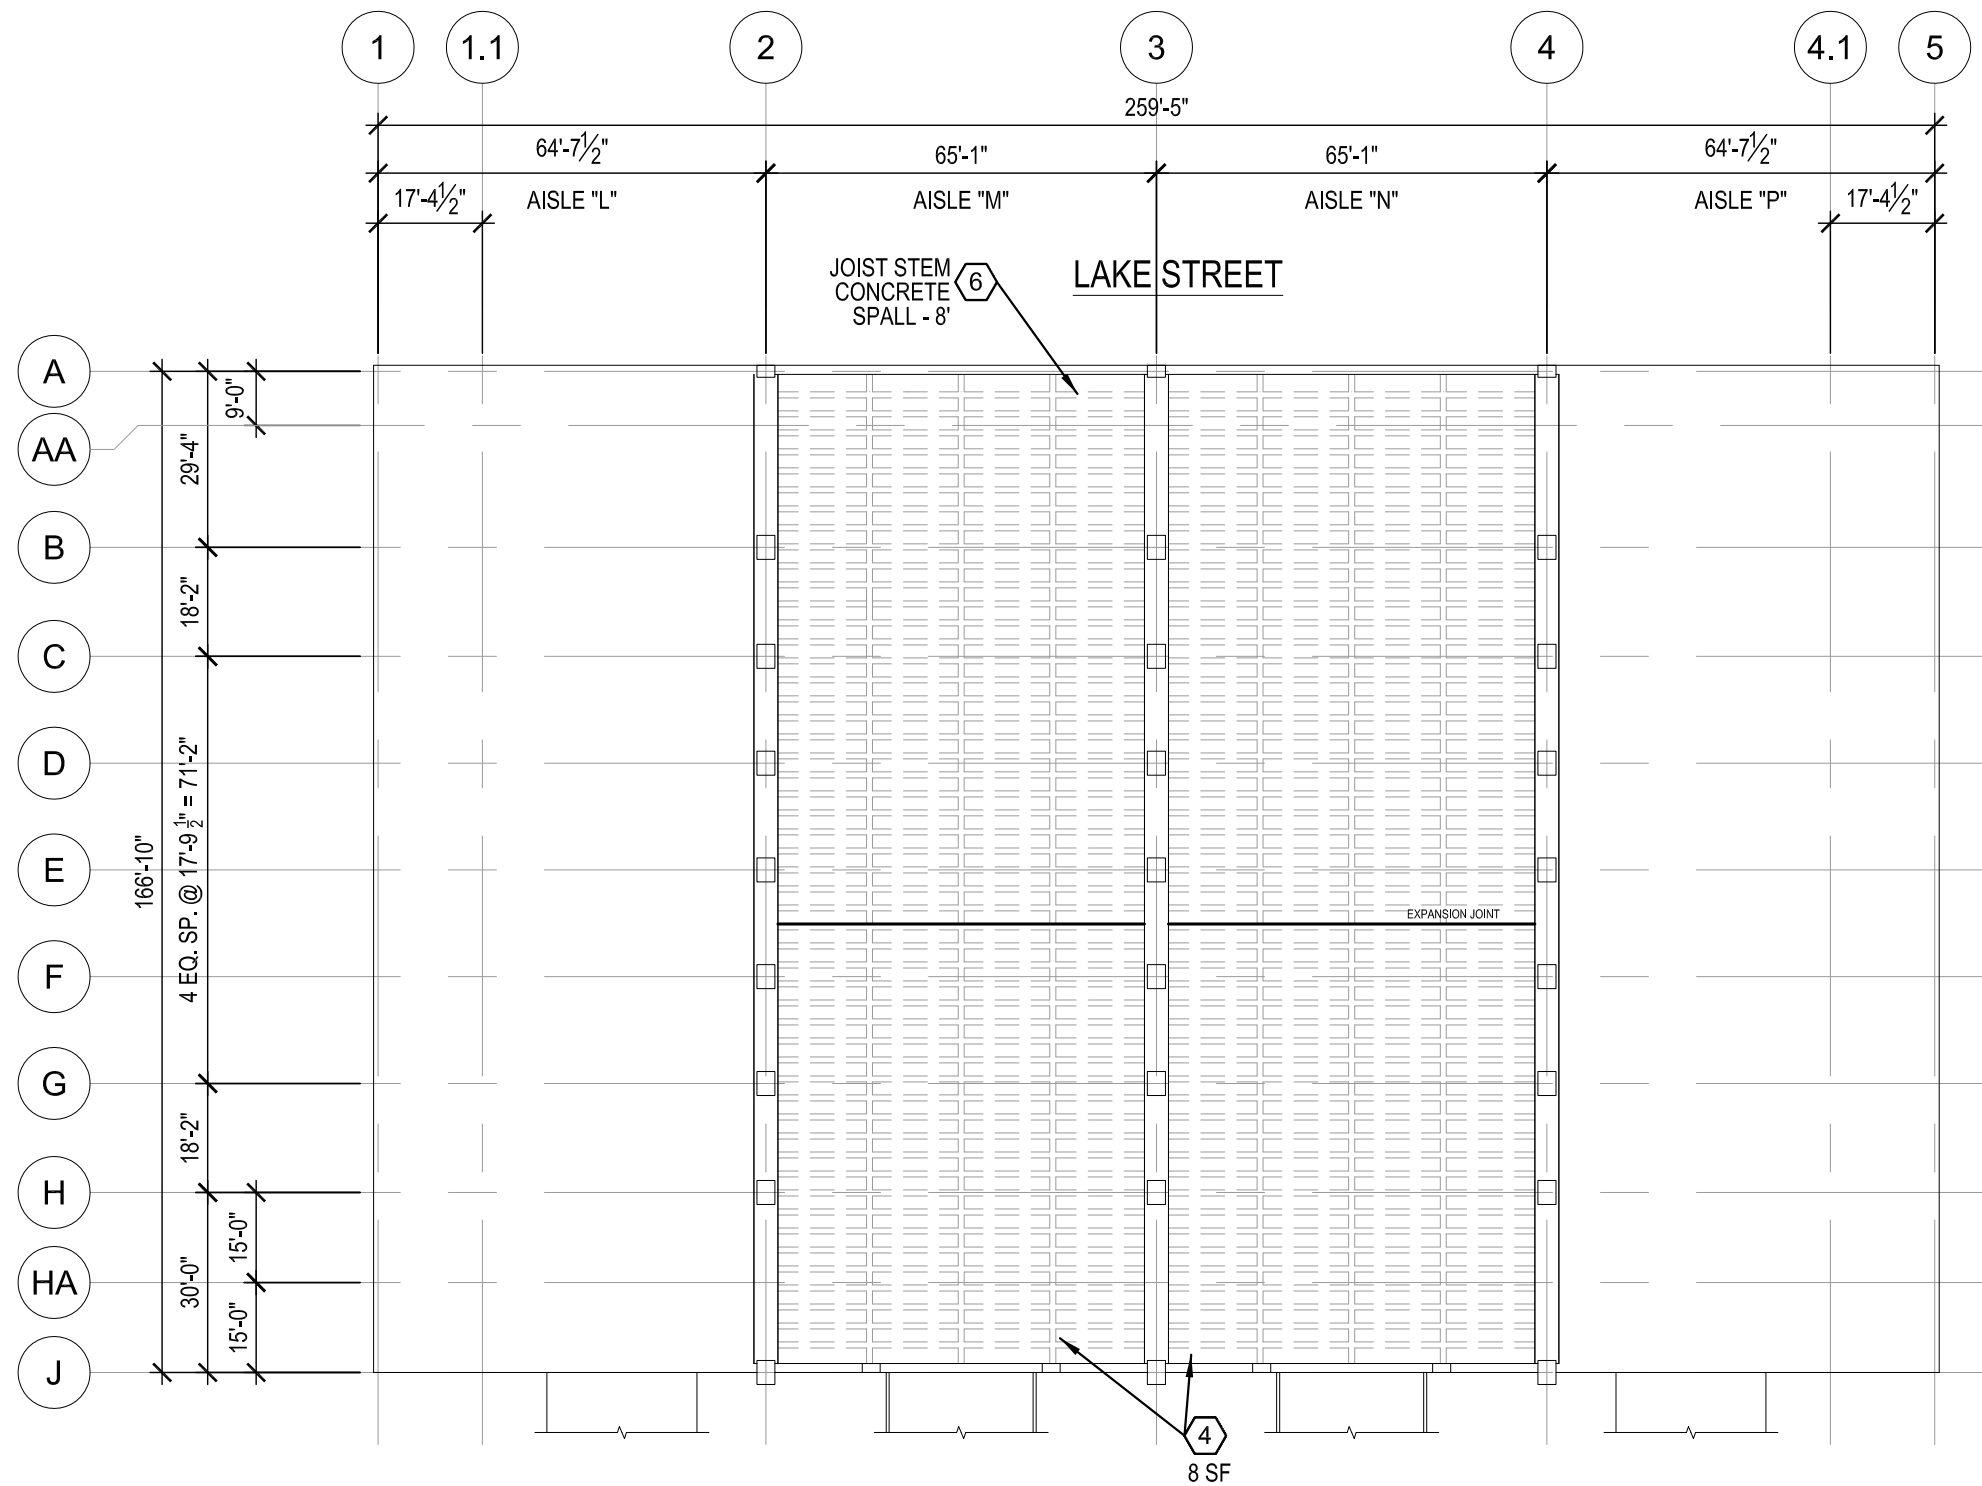 1 1.1 2 3 4 4.1 5
259'-5"
64'-7½" 65'-1" 65'-1" 64'-7½"
17'-4½" AISLE "L" AISLE "M" AISLE "N" AISLE "P" 17'-4½"
JOIST STEM
CONCRETE
SPALL - 8'
6
LAKE STREET
A
AA
B
C
D
E
F
G
H
HA
J
9'-0"
29'-4"
18'-2"
4 EQ. SP. @ 17'-9 ½" = 71'-2"
166'-10"
18'-2"
15'-0"
30'-0"
15'-0"
EXPANSION JOINT
4
8 SF